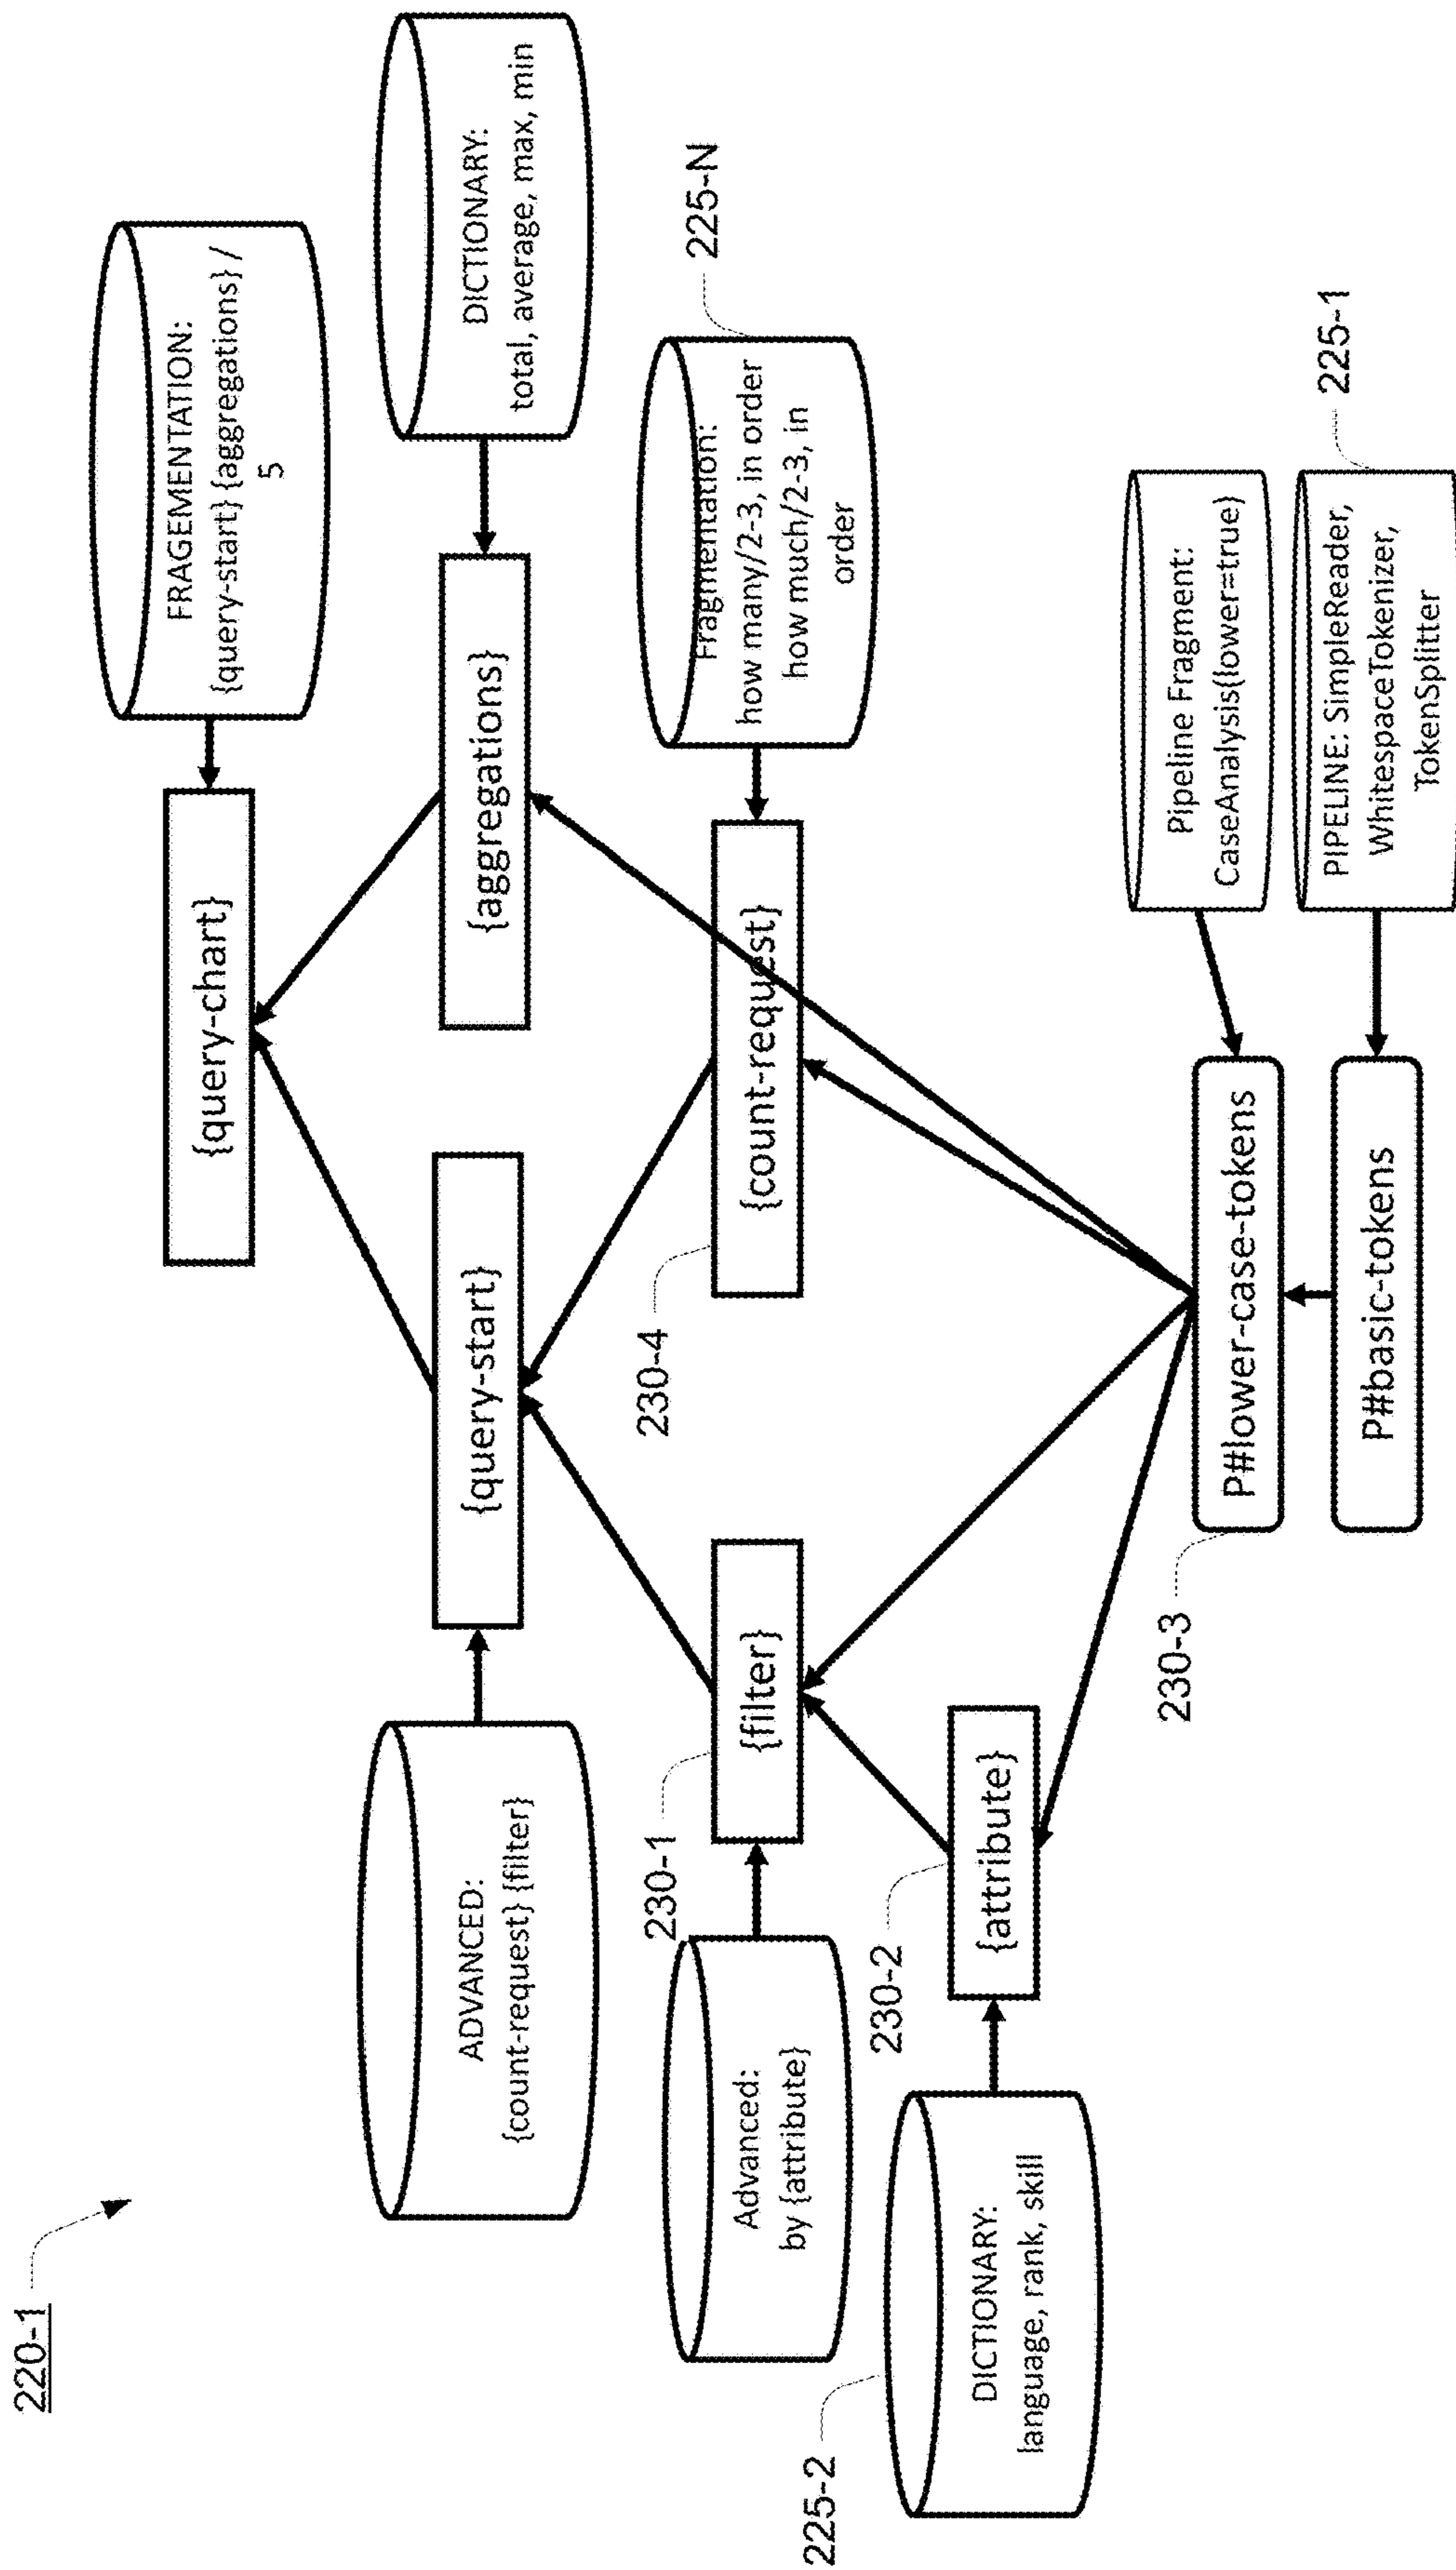 220-1
FRAGEMENTATION:
{query-start} {aggregations} /
5
{query-chart}
DICTIONARY:
total, average, max, min
ADVANCED:
{count-request} {filter}
{query-start}
{aggregations}
225-N
Fragmentation:
how many/2-3, in order
how much/2-3, in
order
230-1
230-4
Advanced:
by {attribute}
{filter}
{count-request}
225-2
230-2
DICTIONARY:
language, rank, skill
{attribute}
230-3
Pipeline Fragment:
CaseAnalysis{lower=true}
P#lower-case-tokens
225-1
PIPELINE: SimpleReader,
WhitespaceTokenizer,
TokenSplitter
P#basic-tokens